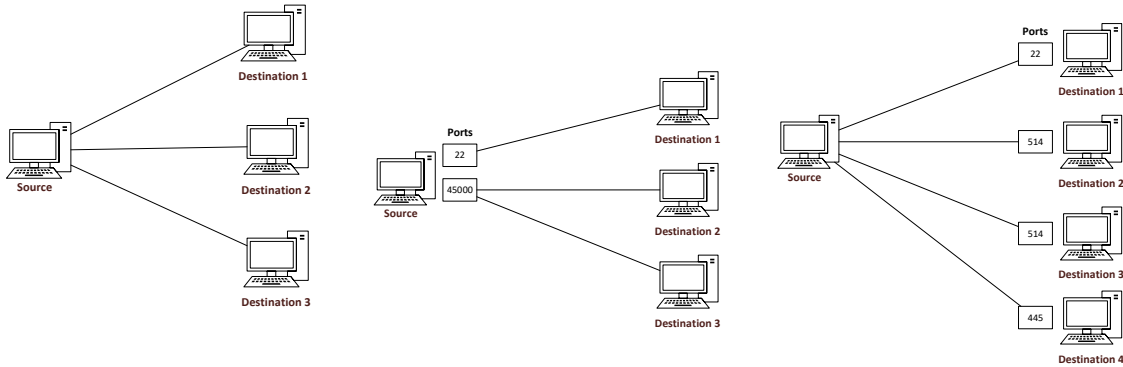 Destination 1
Destination 2
Source
Destination 3
Ports
22
45000
Source
Destination 1
Destination 2
Destination 3
Ports
22
Destination 1
514
Source
Destination 2
514
Destination 3
445
Destination 4